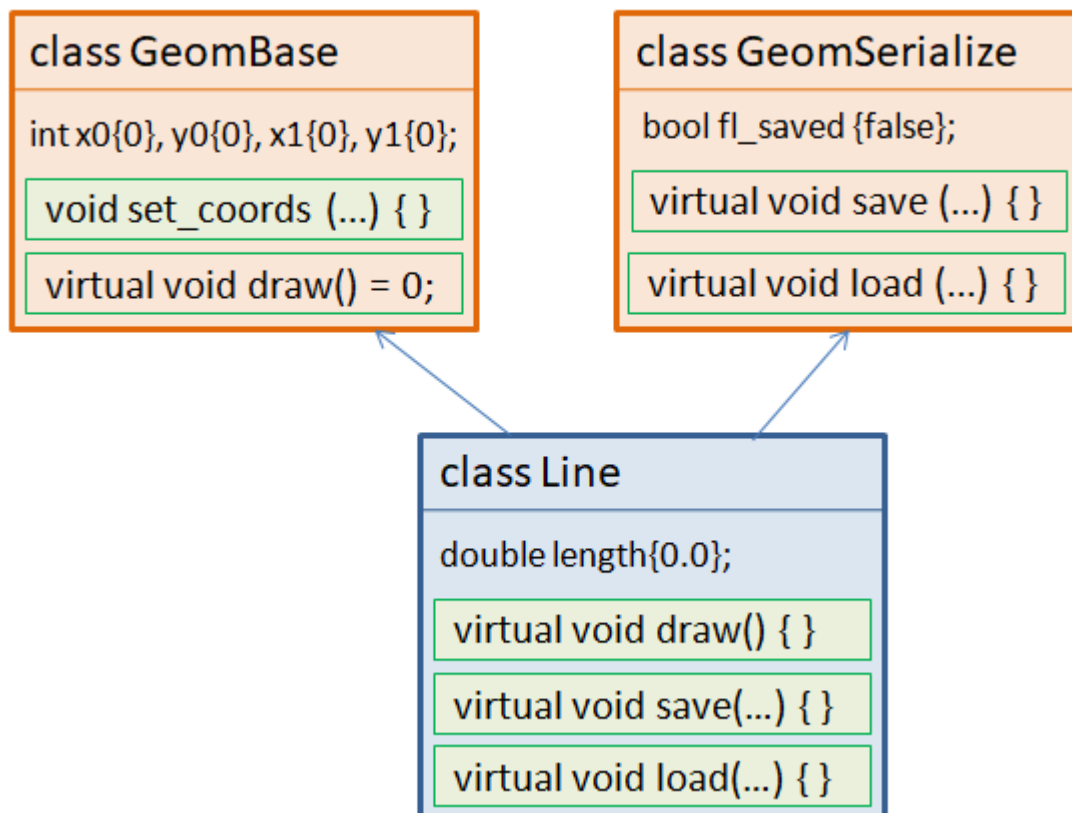 class GeomBase
int x0{0}, y0{0}, x1{0}, y1{0};
void set_coords (...) { }
virtual void draw() = 0;
class GeomSerialize
bool fl_saved {false};
virtual void save (...) { }
virtual void load (...) { }
class Line
double length{0.0};
virtual void draw() { }
virtual void save(...) { }
virtual void load(...) { }